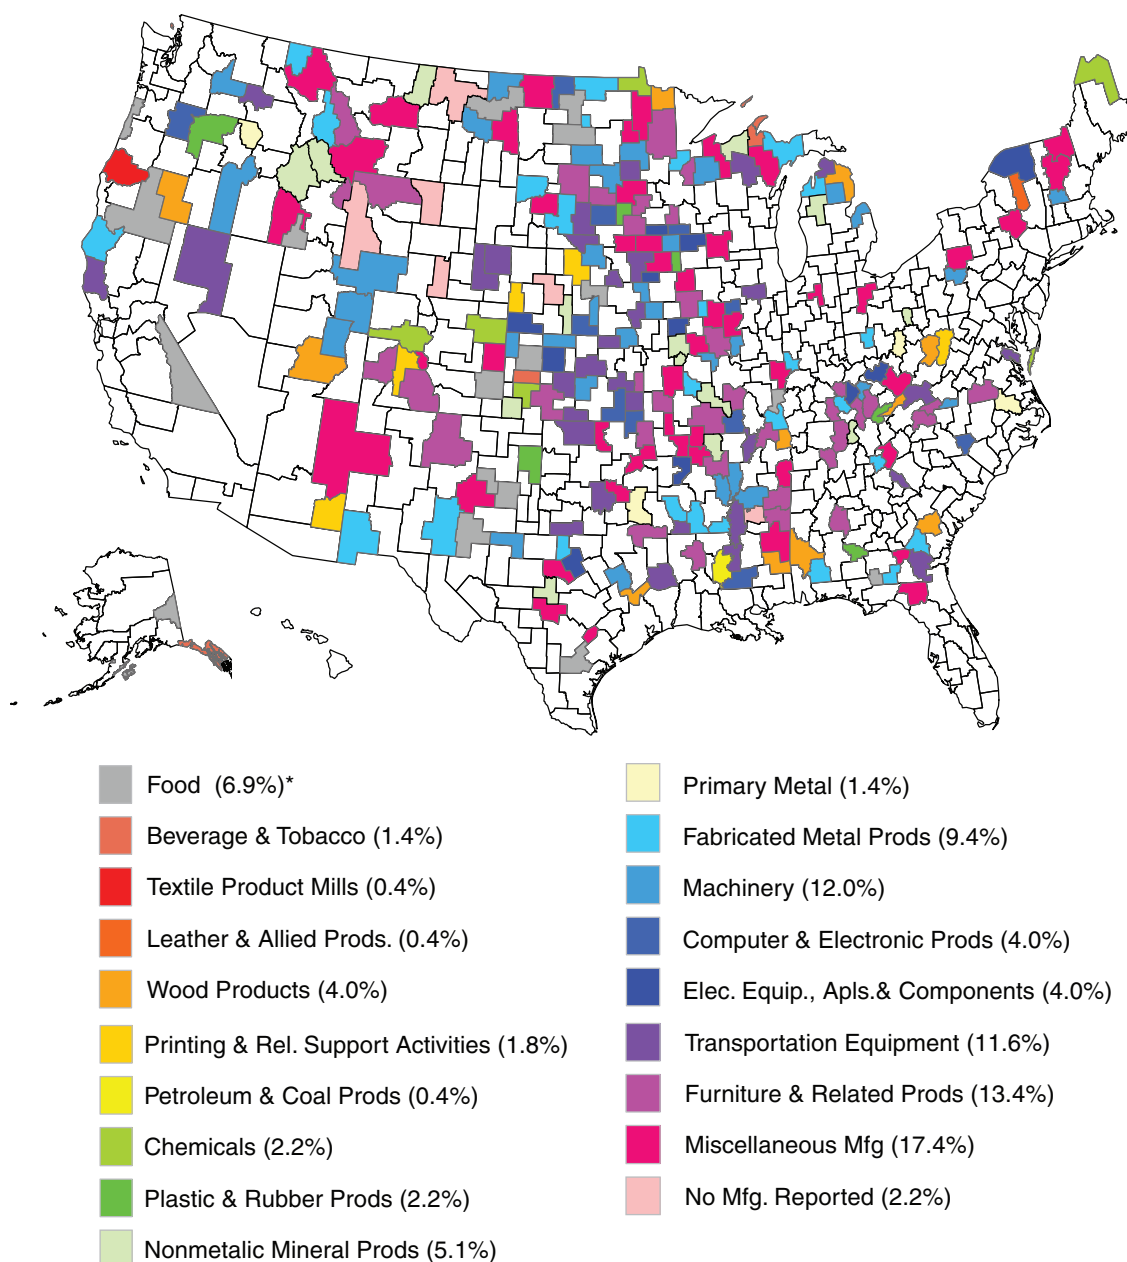 Food (6.9%)*
Beverage & Tobacco (1.4%)
Textile Product Mills (0.4%)
Leather & Allied Prods. (0.4%)
Wood Products (4.0%)
Printing & Rel. Support Activities (1.8%)
Petroleum & Coal Prods (0.4%)
Chemicals (2.2%)
Plastic & Rubber Prods (2.2%)
Nonmetalic Mineral Prods (5.1%)
Primary Metal (1.4%)
Fabricated Metal Prods (9.4%)
Machinery (12.0%)
Computer & Electronic Prods (4.0%)
Elec. Equip., Apls.& Components (4.0%)
Transportation Equipment (11.6%)
Furniture & Related Prods (13.4%)
Miscellaneous Mfg (17.4%)
No Mfg. Reported (2.2%)